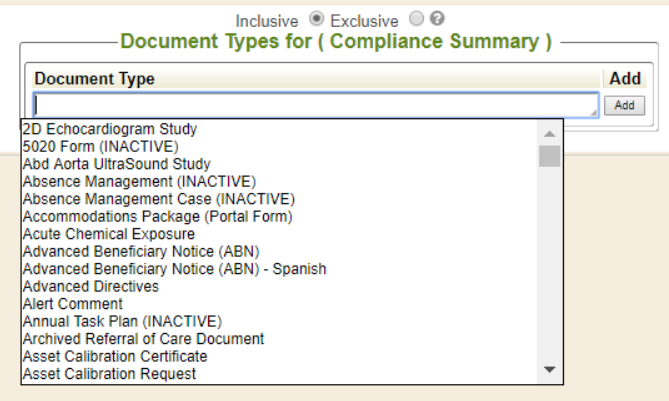 Inclusive Exclusive ?
Document Types for ( Compliance Summary )
Document Type Add
Add
2D Echocardiogram Study
5020 Form (INACTIVE)
Abd Aorta UltraSound Study
Absence Management (INACTIVE)
Absence Management Case (INACTIVE)
Accommodations Package (Portal Form)
Acute Chemical Exposure
Advanced Beneficiary Notice (ABN)
Advanced Beneficiary Notice (ABN) - Spanish
Advanced Directives
Alert Comment
Annual Task Plan (INACTIVE)
Archived Referral of Care Document
Asset Calibration Certificate
Asset Calibration Request